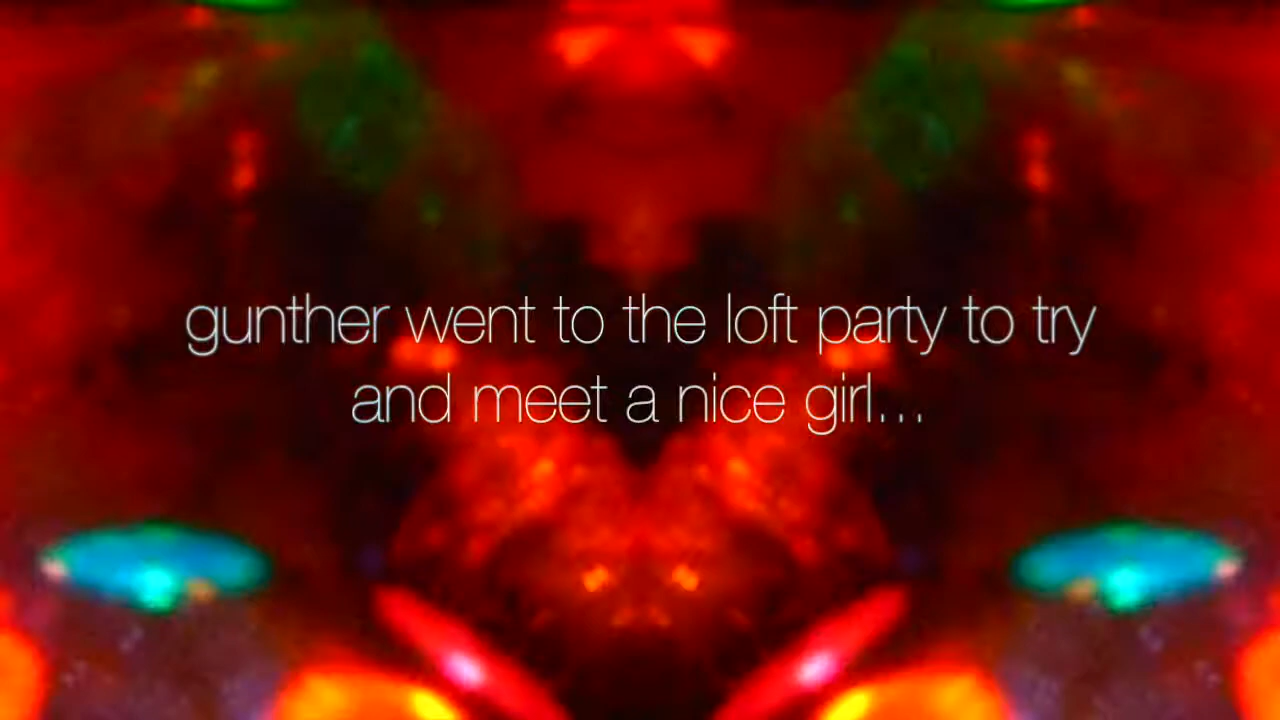 gunther went to the loft party to try
and meet a nice girl...